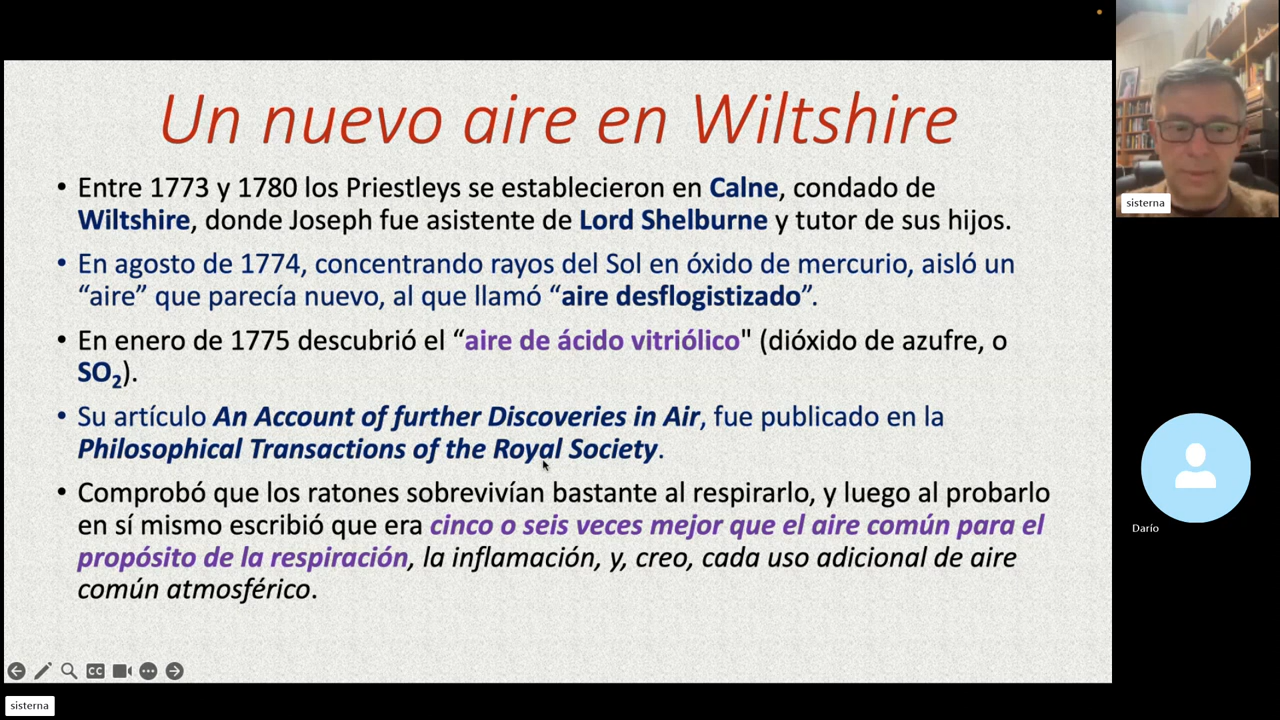 Un nuevo aire en Wiltshire
• Entre 1773 y 1780 los Priestleys se establecieron en Calne, condado de
Wiltshire, donde Joseph fue asistente de Lord Shelburne y tutor de sus hijos.
• En agosto de 1774, concentrando rayos del Sol en óxido de mercurio, aisló un
“aire” que parecía nuevo, al que llamó “aire desflogistizado”.
• En enero de 1775 descubrió el “aire de ácido vitriólico" (dióxido de azufre, o
SO₂).
• Su artículo An Account of further Discoveries in Air, fue publicado en la
Philosophical Transactions of the Royal Society.
• Comprobó que los ratones sobrevivían bastante al respirarlo, y luego al probarlo
en sí mismo escribió que era cinco o seis veces mejor que el aire común para el
propósito de la respiración, la inflamación, y, creo, cada uso adicional de aire
común atmosférico.
CC
sisterna
sisterna
Darío